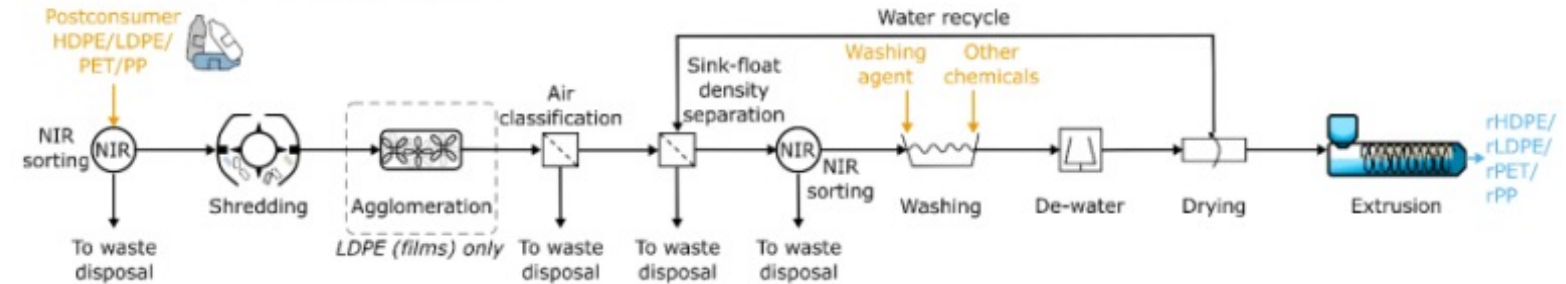 Postconsumer
HDPE/LDPE/
PET/PP
NIR
sorting
NIR
To waste
disposal
Shredding
Agglomeration
LDPE (films) only
Air
classification
To waste
disposal
Water recycle
Sink-float
density
separation
To waste
disposal
NIR
NIR
sorting
To waste
disposal
Washing
agent
Other
chemicals
Washing
De-water
Drying
Extrusion
rHDPE/
rLDPE/
rPET/
rPP